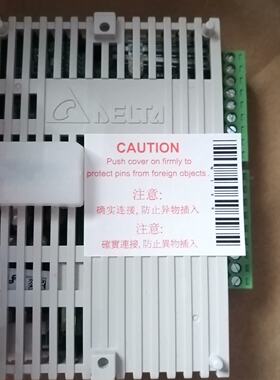 DELTA
CAUTION
Push cover on firmly to
protect pins from foreign objects .
注意:
确实连接, 防止异物插入
注意:
確實連接, 防止異物插入